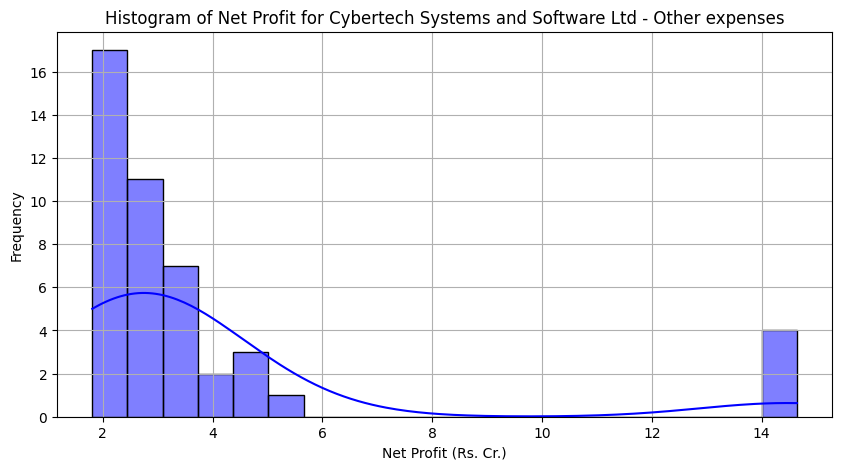 Histogram of Net Profit for Cybertech Systems and Software Ltd - Other expenses
Frequency
16
14
12
10
8
6
4
2
0
2 4 6 8 10 12 14
Net Profit (Rs. Cr.)